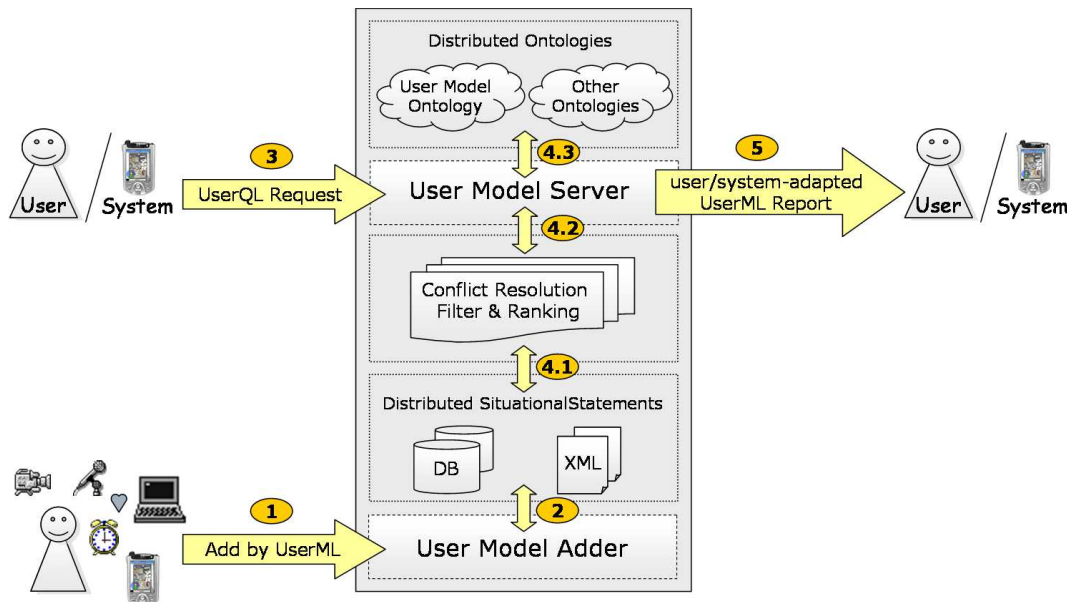 Distributed Ontologies
User Model
Ontology
Other
Ontologies
4.3
3
5
UserQL Request
User Model Server
user/system-adapted
UserML Report
User
System
User
System
4.2
Conflict Resolution
Filter & Ranking
4.1
Distributed SituationalStatements
DB
XML
1
2
Add by UserML
User Model Adder